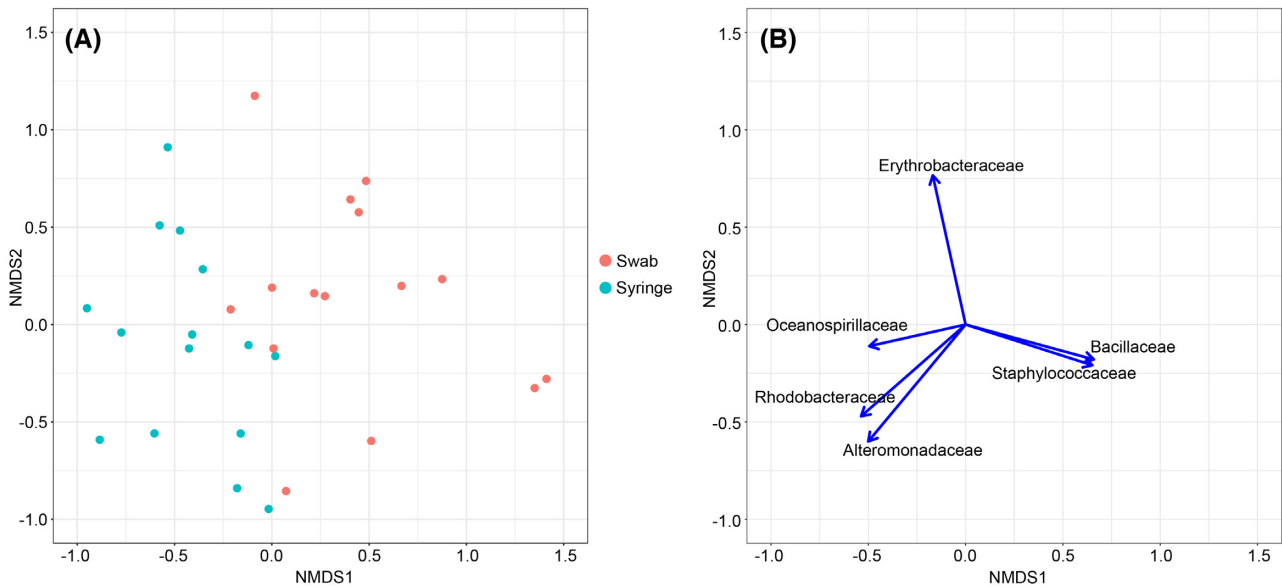 (A)
1.5
1.0
0.5
0.0
-0.5
-1.0
NMDS2
-1.0 -0.5 0.0 0.5 1.0 1.5
NMDS1
Swab
Syringe
(B)
1.5
1.0
0.5
0.0
-0.5
-1.0
NMDS2
Erythrobacteraceae
Oceanospirillaceae
Bacillaceae
Staphylococcaceae
Rhodobacteraceae
Alteromonadaceae
-1.0 -0.5 0.0 0.5 1.0 1.5
NMDS1